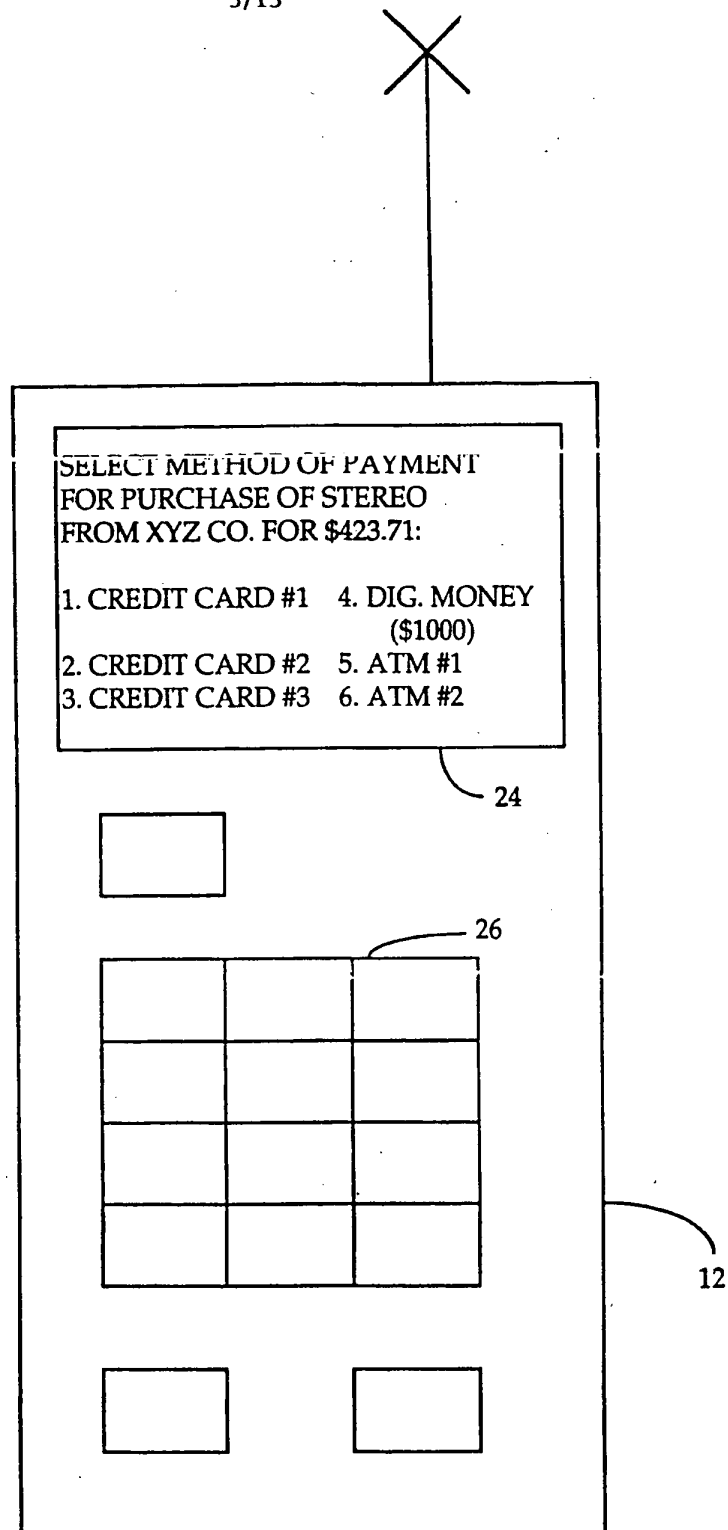 SELECT METHOD OF PAYMENT
FOR PURCHASE OF STEREO
FROM XYZ CO. FOR $423.71:
1. CREDIT CARD #1 4. DIG. MONEY
($1000)
2. CREDIT CARD #2 5. ATM #1
3. CREDIT CARD #3 6. ATM #2
24
26
12